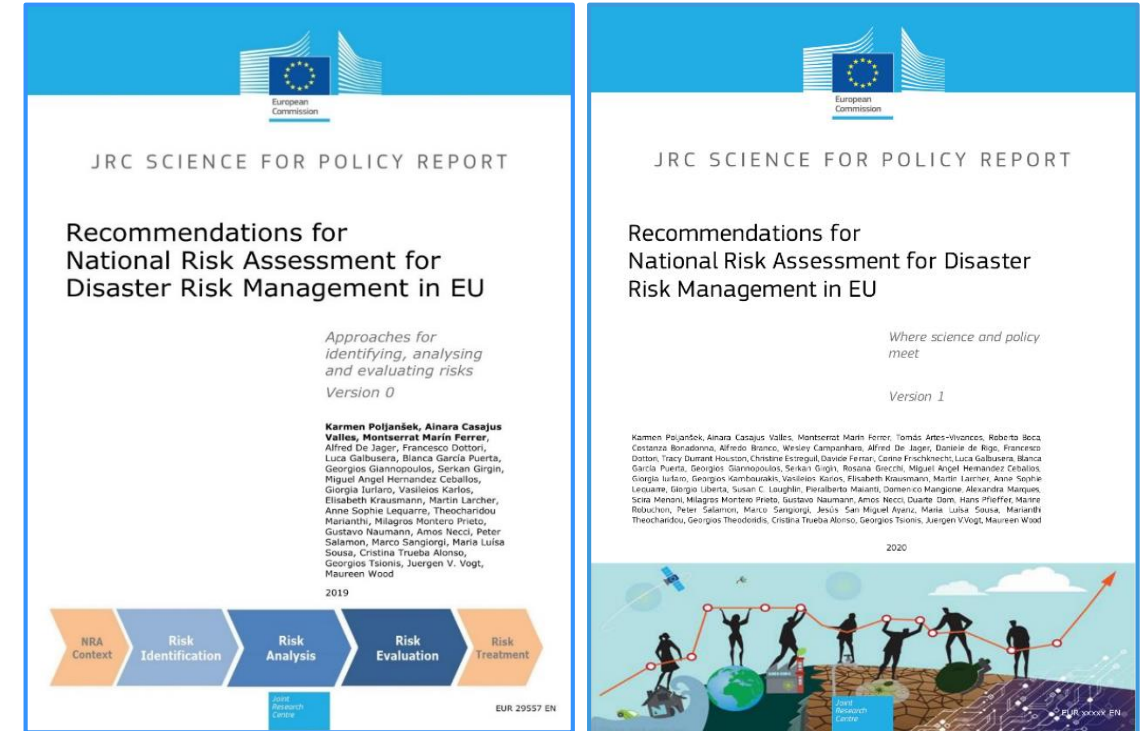 European
Commission
JRC SCIENCE FOR POLICY REPORT
Recommendations for
National Risk Assessment for
Disaster Risk Management in EU
Approaches for
identifying, analysing
and evaluating risks
Version 0
Karmen Poljanšek, Ainara Casajus
Valles, Montserrat Marín Ferrer,
Alfred De Jager, Francesco Dottori,
Luca Galbusera, Blanca García Puerta,
Georgios Giannopoulos, Serkan Girgin,
Miguel Angel Hernandez Ceballos,
Giorgia Iurlaro, Vasileios Karlos,
Elisabeth Krausmann, Martin Larcher,
Anne Sophie Lequarre, Theocharidou
Marianthi, Milagros Montero Prieto,
Gustavo Naumann, Amos Necci, Peter
Salamon, Marco Sangiorgi, Maria Luísa
Sousa, Cristina Trueba Alonso,
Georgios Tsionis, Juergen V. Vogt,
Maureen Wood
2019
NRA
Context
Risk
Identification
Risk
Analysis
Risk
Evaluation
Risk
Treatment
Joint
Research
Centre
EUR 29557 EN
European
Commission
JRC SCIENCE FOR POLICY REPORT
Recommendations for
National Risk Assessment for Disaster
Risk Management in EU
Where science and policy
meet
Version 1
Karmen Poljanšek, Ainara Casajus Valles, Montserrat Marin Ferrer, Tomás Artes-Vivancos, Roberto Boca,
Costanza Bonadonna, Alfredo Branco, Wesley Campanharo, Alfred De Jager, Daniele de Rigo, Francesco
Dottori, Tracy Durrant Houston, Christine Estreguil, Davide Ferrari, Corine Frischknecht, Luca Galbusera, Blanca
García Puerta, Georgios Giannopoulos, Serkan Girgin, Rosana Grecchi, Miguel Angel Hernandez Ceballos,
Giorgia Iurlaro, Georgios Kambourakis, Vasileios Karlos, Elisabeth Krausmann, Martin Larcher, Anne Sophie
Lequarre, Giorgio Liberta, Susan C. Loughlin, Pieralberto Maianti, Domenico Mangione, Alexandra Marques,
Scira Menoni, Milagros Montero Prieto, Gustavo Naumann, Amos Necci, Duarte Oom, Hans Pfieffer, Marine
Robuchon, Peter Salamon, Marco Sangiorgi, Jesús San Miguel Ayanz, Maria Luísa Sousa, Marianthi
Theocharidou, Georgios Theodoridis, Cristina Trueba Alonso, Georgios Tsionis, Juergen V.Vogt, Maureen Wood
2020
Joint
Research
Centre
EUR xxxxx EN